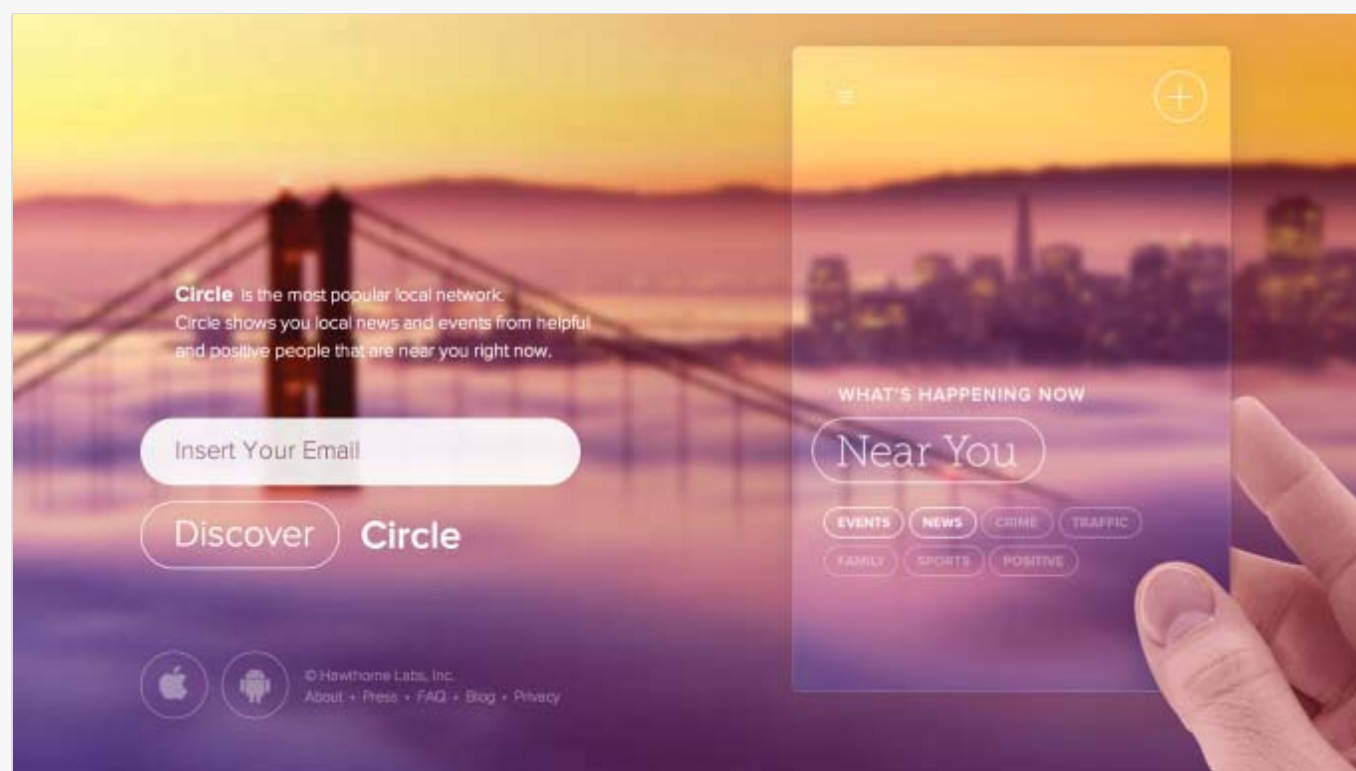 Circle is the most popular local network.
Circle shows you local news and events from helpful
and positive people that are near you right now.
Insert Your Email
Discover Circle
© Hawthorne Labs, Inc.
About + Press + FAQ + Blog + Privacy
WHAT'S HAPPENING NOW
Near You
EVENTS NEWS CRIME TRAFFIC
FAMILY SPORTS POSITIVE